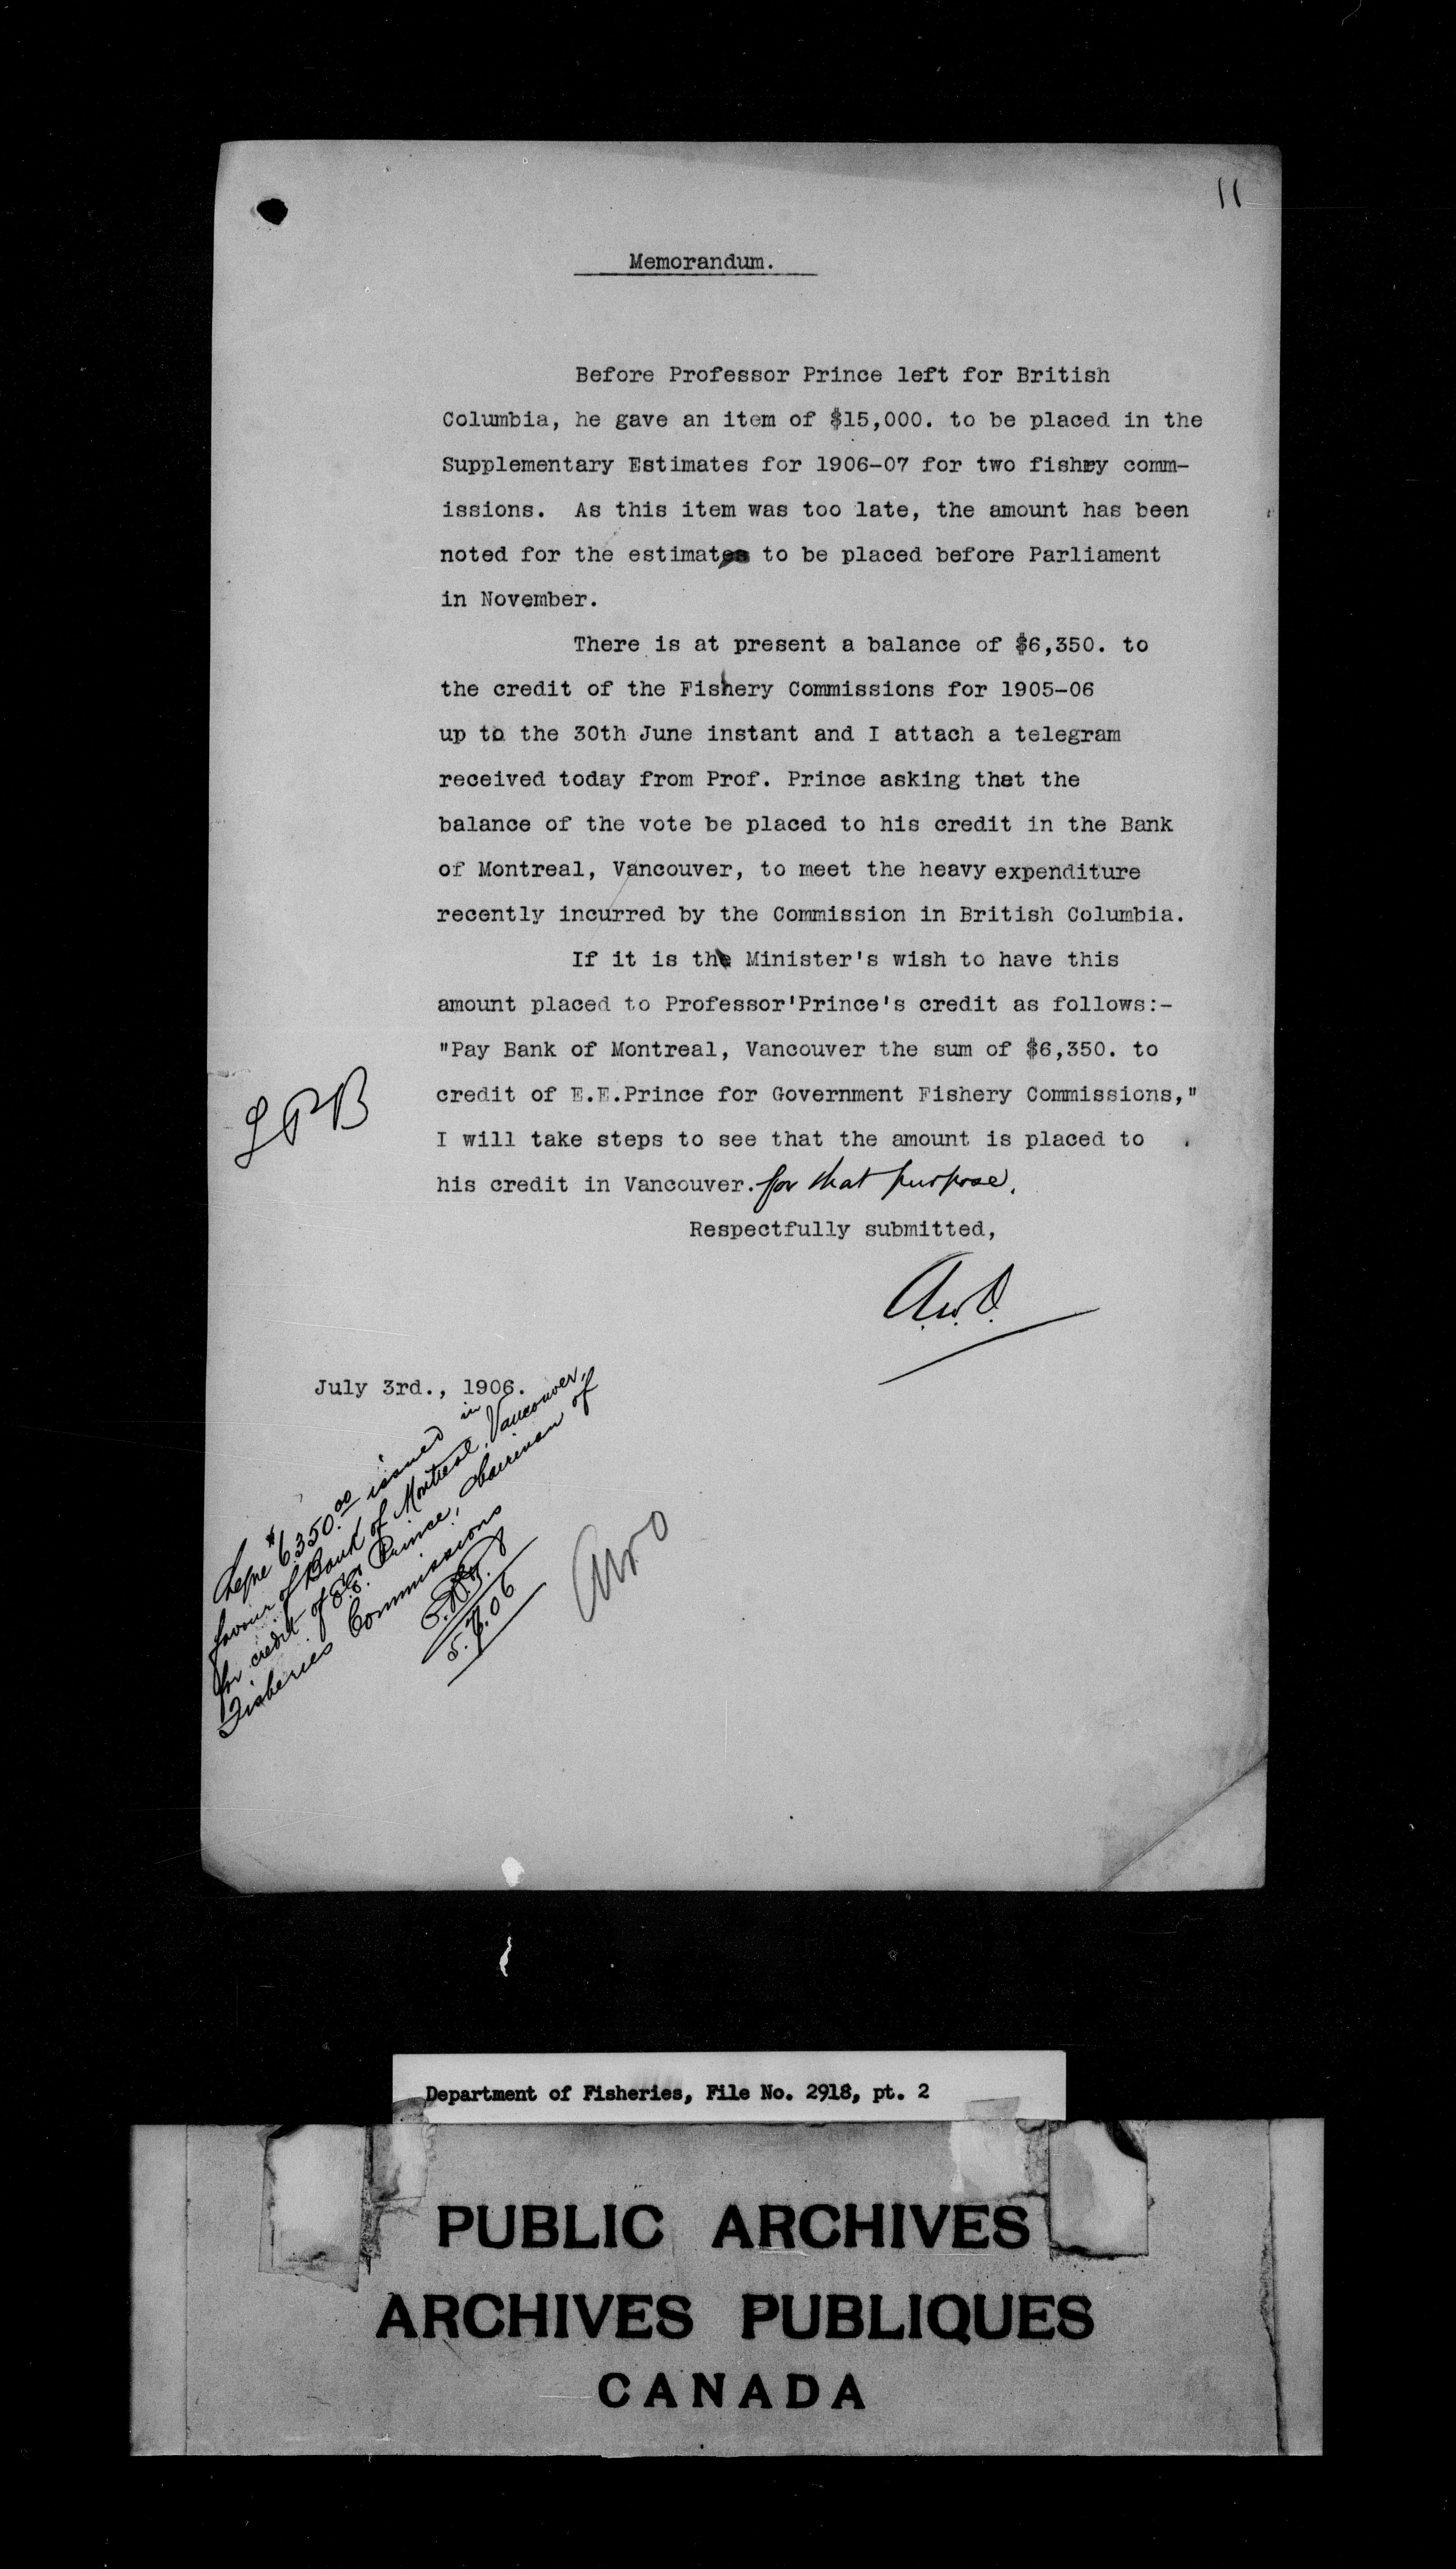 11
Memorandum.
Before Professor Prince left for British
Columbia, he gave an item of $15,000. to be placed in the
Supplementary Estimates for 1906-07 for two fishry comm-
issions. As this item was too late, the amount has been
noted for the estimates to be placed before Parliament
in November.
There is at present a balance of $6,350. to
the credit of the Fishery Commissions for 1905-06
up to the 30th June instant and I attach a telegram
received today from Prof. Prince asking that the
balance of the vote be placed to his credit in the Bank
of Montreal, Vancouver, to meet the heavy expenditure
recently incurred by the Commission in British Columbia.
If it is the Minister's wish to have this
amount placed to Professor'Prince's credit as follows:-
"Pay Bank of Montreal, Vancouver the sum of $6,350. to
credit of E.E.Prince for Government Fishery Commissions,"
LPB
I will take steps to see that the amount is placed to
his credit in Vancouver. for that purpose.
Respectfully submitted,
A.W.O.
July 3rd., 1906.
Cheque $6350.00 issued in
favour of Bank of Montreal, Vancouver,
for credit of E.E. Prince, Chairman of
Fisheries Commissions
5.7.06
AWO
Department of Fisheries, File No. 2918, pt. 2
PUBLIC ARCHIVES
ARCHIVES PUBLIQUES
CANADA